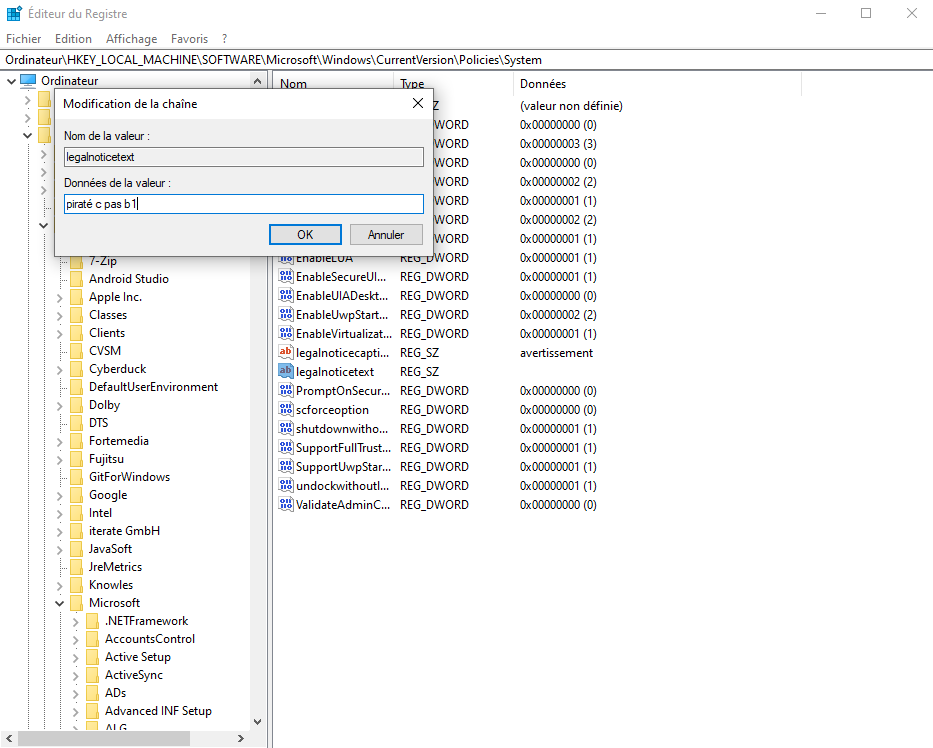 Éditeur du Registre
Fichier Edition Affichage Favoris ?
Ordinateur\HKEY_LOCAL_MACHINE\SOFTWARE\Microsoft\Windows\CurrentVersion\Policies\System
Ordinateur
Modification de la chaîne
Nom de la valeur :
legalnoticetext
Données de la valeur :
piraté c pas b1
OK Annuler
7-Zip
Android Studio
Apple Inc.
Classes
Clients
CVSM
Cyberduck
DefaultUserEnvironment
Dolby
DTS
Fortemedia
Fujitsu
GitForWindows
Google
Intel
iterate GmbH
JavaSoft
JreMetrics
Knowles
Microsoft
.NETFramework
AccountsControl
Active Setup
ActiveSync
ADs
Advanced INF Setup
ALG
Nom Type Données
Z (valeur non définie)
WORD 0x00000000 (0)
WORD 0x00000003 (3)
WORD 0x00000000 (0)
WORD 0x00000002 (2)
WORD 0x00000001 (1)
WORD 0x00000002 (2)
WORD 0x00000001 (1)
EnableLUA REG_DWORD 0x00000001 (1)
EnableSecureUI... REG_DWORD 0x00000001 (1)
EnableUIADeskt... REG_DWORD 0x00000000 (0)
EnableUwpStart... REG_DWORD 0x00000002 (2)
EnableVirtualizat... REG_DWORD 0x00000001 (1)
legalnoticecapti... REG_SZ avertissement
legalnoticetext REG_SZ
PromptOnSecur... REG_DWORD 0x00000000 (0)
scforceoption REG_DWORD 0x00000000 (0)
shutdownwitho... REG_DWORD 0x00000001 (1)
SupportFullTrust... REG_DWORD 0x00000001 (1)
SupportUwpStar... REG_DWORD 0x00000001 (1)
undockwithoutl... REG_DWORD 0x00000001 (1)
ValidateAdminC... REG_DWORD 0x00000000 (0)